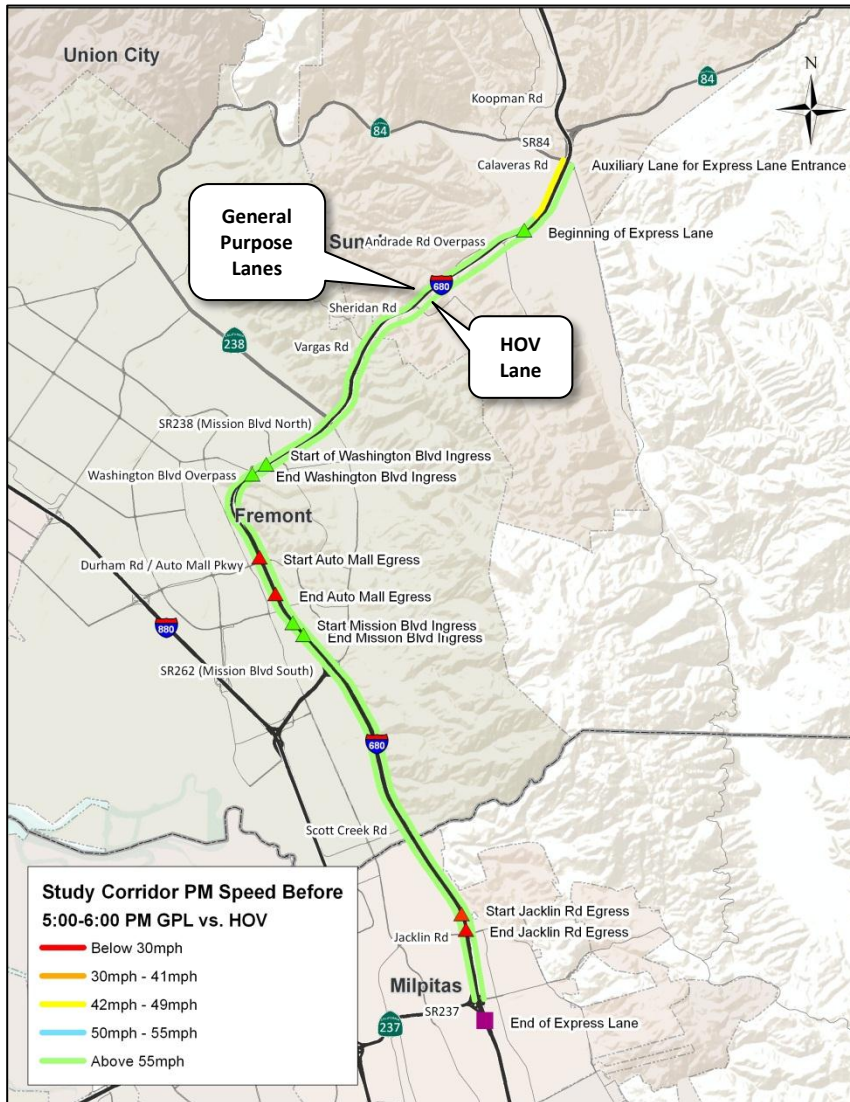 Union City
84
Koopman Rd
N
84
SR84
Calaveras Rd
Auxiliary Lane for Express Lane Entrance
General
Purpose
Lanes
Andrade Rd Overpass
Beginning of Express Lane
680
Sheridan Rd
238
Vargas Rd
HOV
Lane
SR238 (Mission Blvd North)
Start of Washington Blvd Ingress
Washington Blvd Overpass
End Washington Blvd Ingress
Fremont
Start Auto Mall Egress
Durham Rd / Auto Mall Pkwy
End Auto Mall Egress
880
Start Mission Blvd Ingress
End Mission Blvd Ingress
SR262 (Mission Blvd South)
680
Scott Creek Rd
Study Corridor PM Speed Before
5:00-6:00 PM GPL vs. HOV
Below 30mph
30mph - 41mph
42mph - 49mph
50mph - 55mph
Above 55mph
Start Jacklin Rd Egress
End Jacklin Rd Egress
Jacklin Rd
Milpitas
SR237
237
End of Express Lane